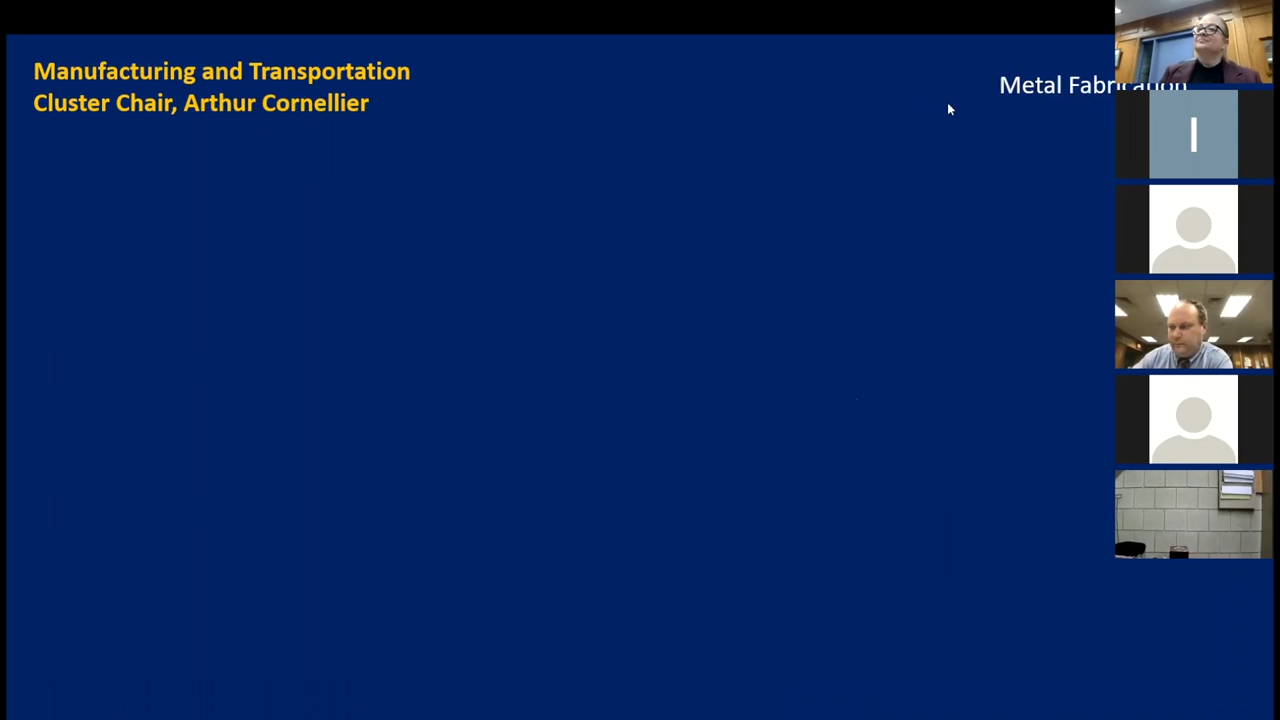 Manufacturing and Transportation
Cluster Chair, Arthur Cornellier
Metal Fabrication
I